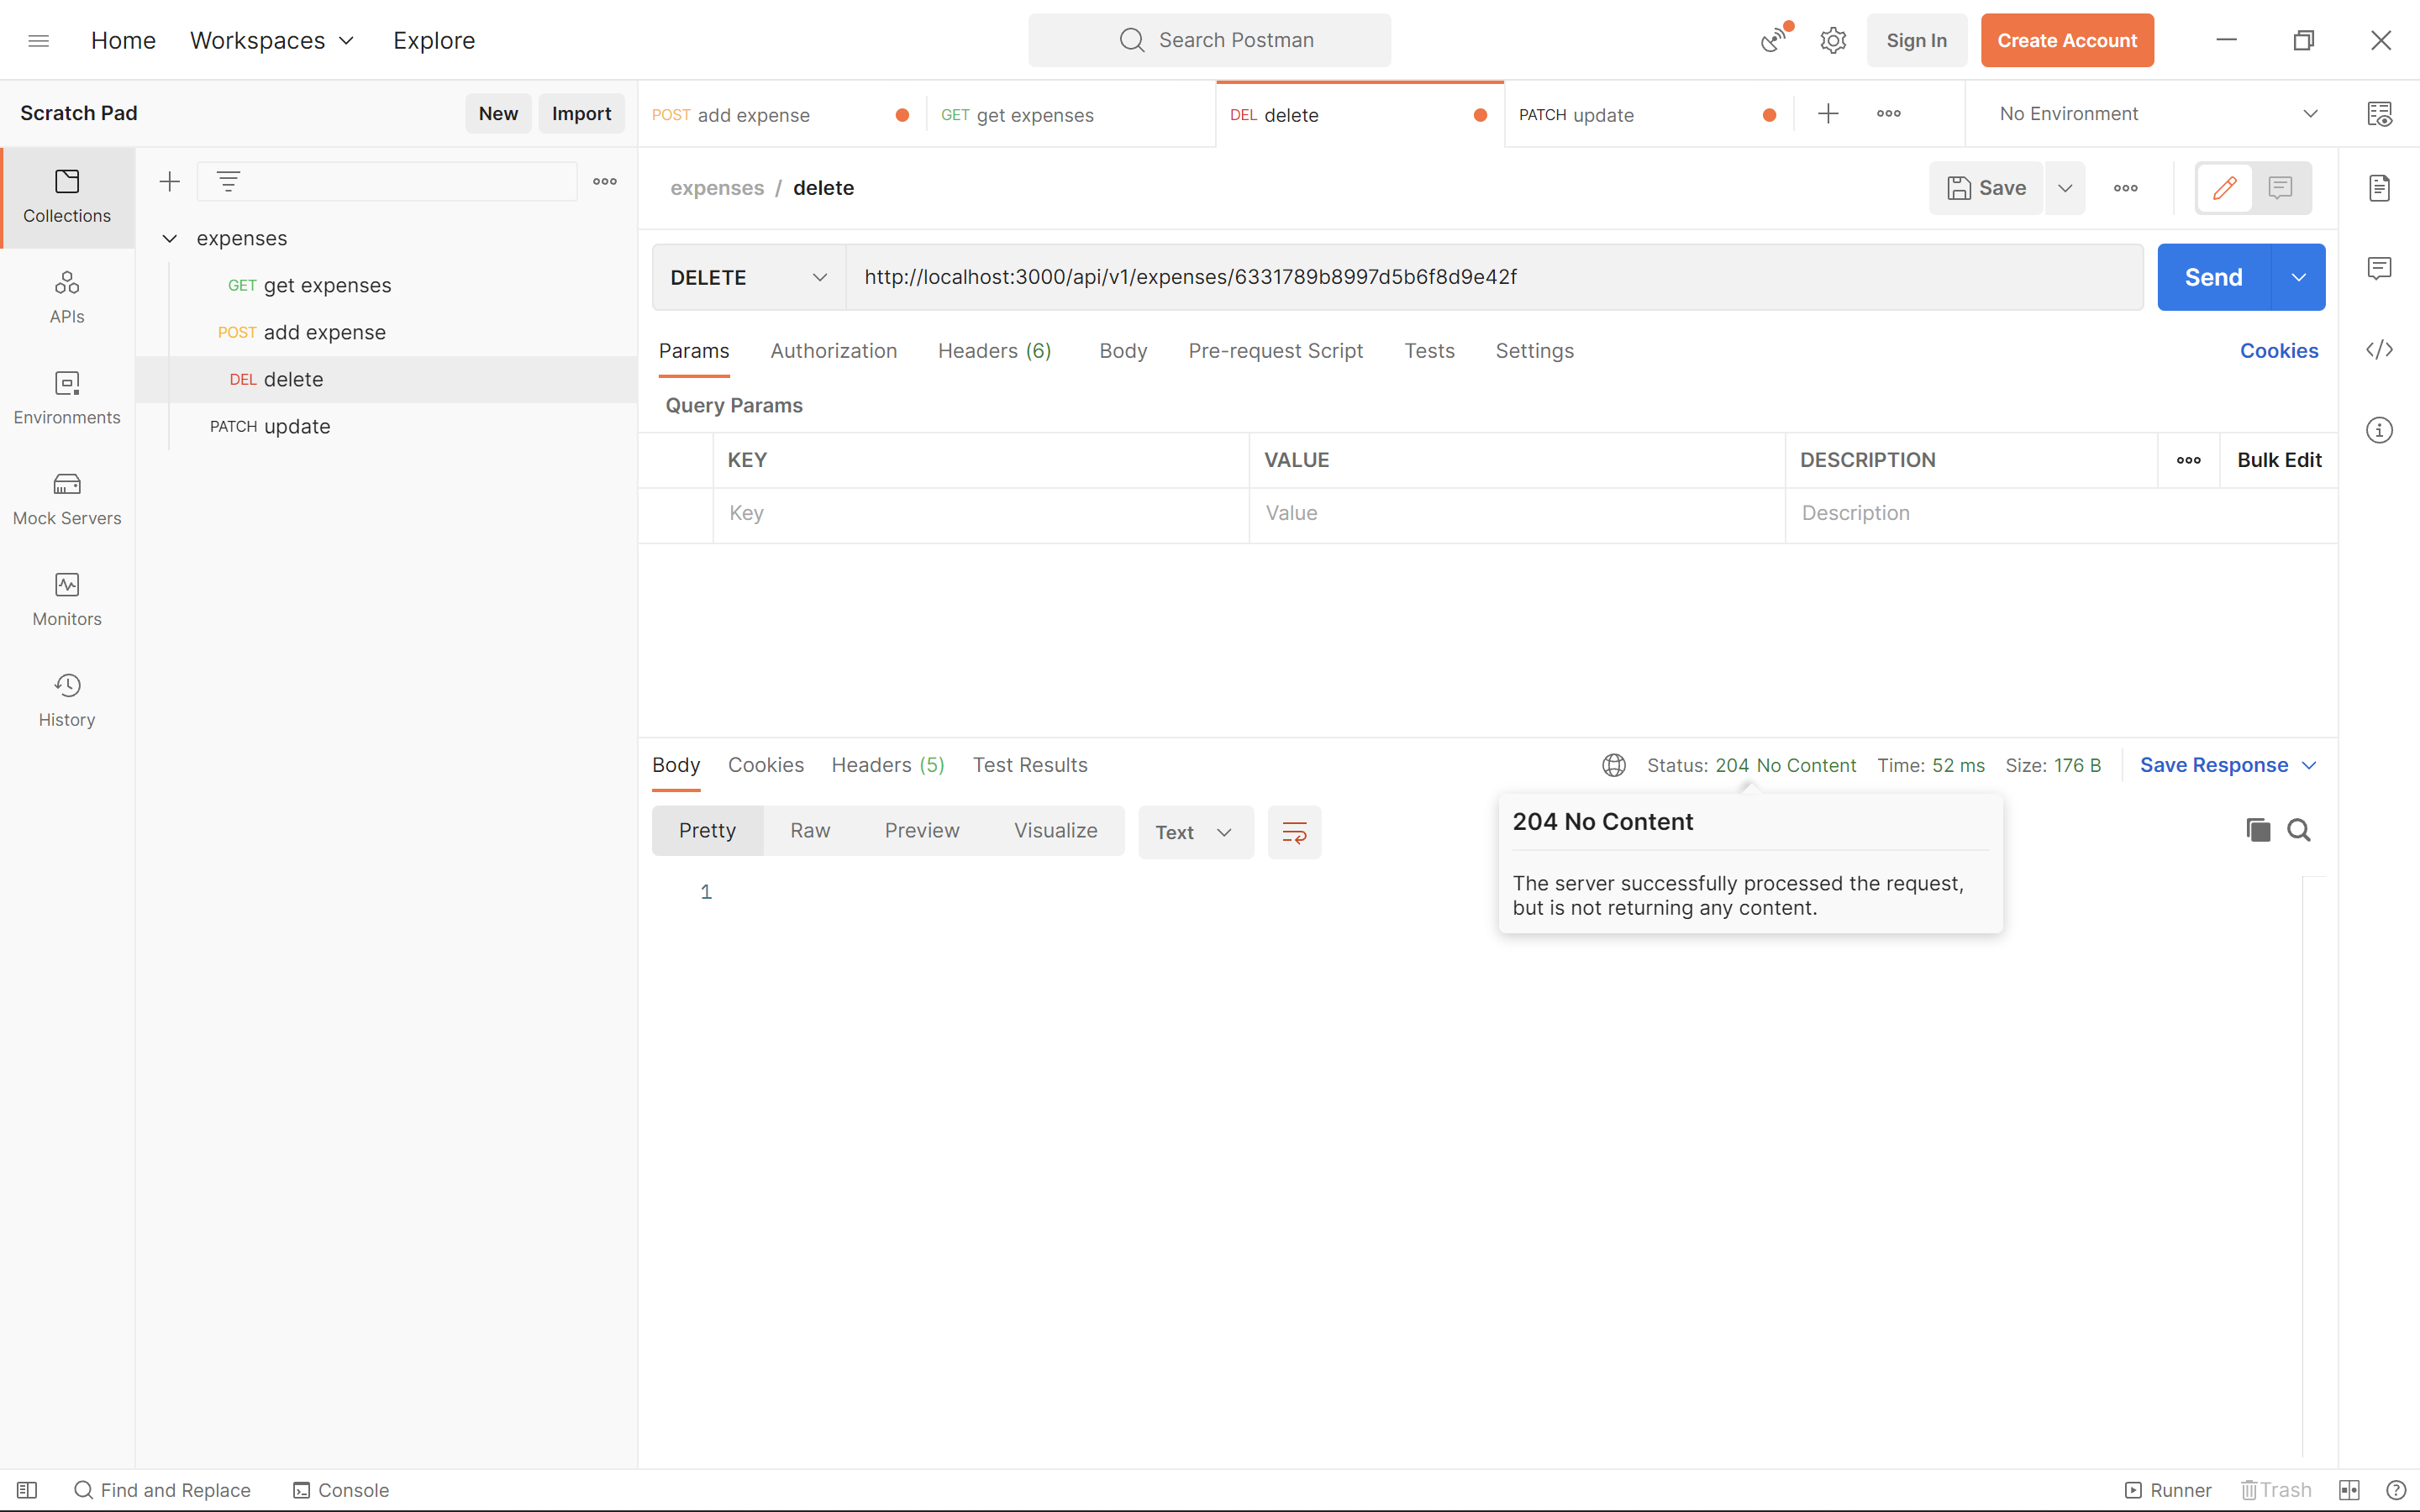 Home Workspaces Explore Search Postman Sign In Create Account
Scratch Pad New Import POST add expense GET get expenses DEL delete PATCH update No Environment
Collections
APIs
Environments
Mock Servers
Monitors
History
expenses
GET get expenses
POST add expense
DEL delete
PATCH update
expenses / delete Save
DELETE http://localhost:3000/api/v1/expenses/6331789b8997d5b6f8d9e42f Send
Params Authorization Headers (6) Body Pre-request Script Tests Settings Cookies
Query Params
KEY VALUE DESCRIPTION Bulk Edit
Key Value Description
Body Cookies Headers (5) Test Results Status: 204 No Content Time: 52 ms Size: 176 B Save Response
Pretty Raw Preview Visualize Text
1
204 No Content
The server successfully processed the request,
but is not returning any content.
Find and Replace Console Runner Trash